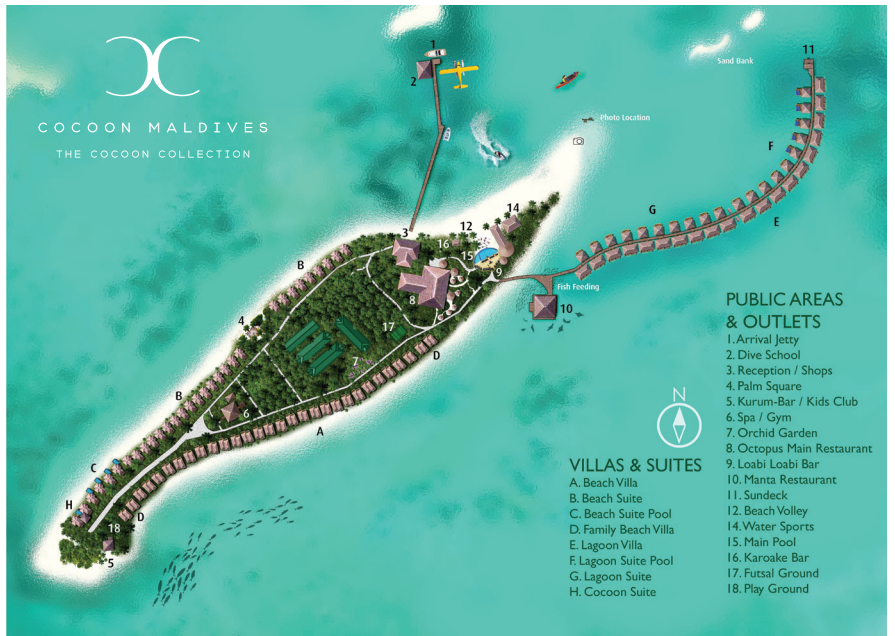 COCOON MALDIVES
THE COCOON COLLECTION
1
2
11
Sand Bank
Photo Location
F
G
E
14
12
3
16
15
B
9
Fish Feeding
8
10
4
17
D
7
B
6
A
C
H
D
18
5
N
VILLAS & SUITES
A. Beach Villa
B. Beach Suite
C. Beach Suite Pool
D. Family Beach Villa
E. Lagoon Villa
F. Lagoon Suite Pool
G. Lagoon Suite
H. Cocoon Suite
PUBLIC AREAS
& OUTLETS
1. Arrival Jetty
2. Dive School
3. Reception / Shops
4. Palm Square
5. Kurum-Bar / Kids Club
6. Spa / Gym
7. Orchid Garden
8. Octopus Main Restaurant
9. Loabi Loabi Bar
10. Manta Restaurant
11. Sundeck
12. Beach Volley
14. Water Sports
15. Main Pool
16. Karoake Bar
17. Futsal Ground
18. Play Ground